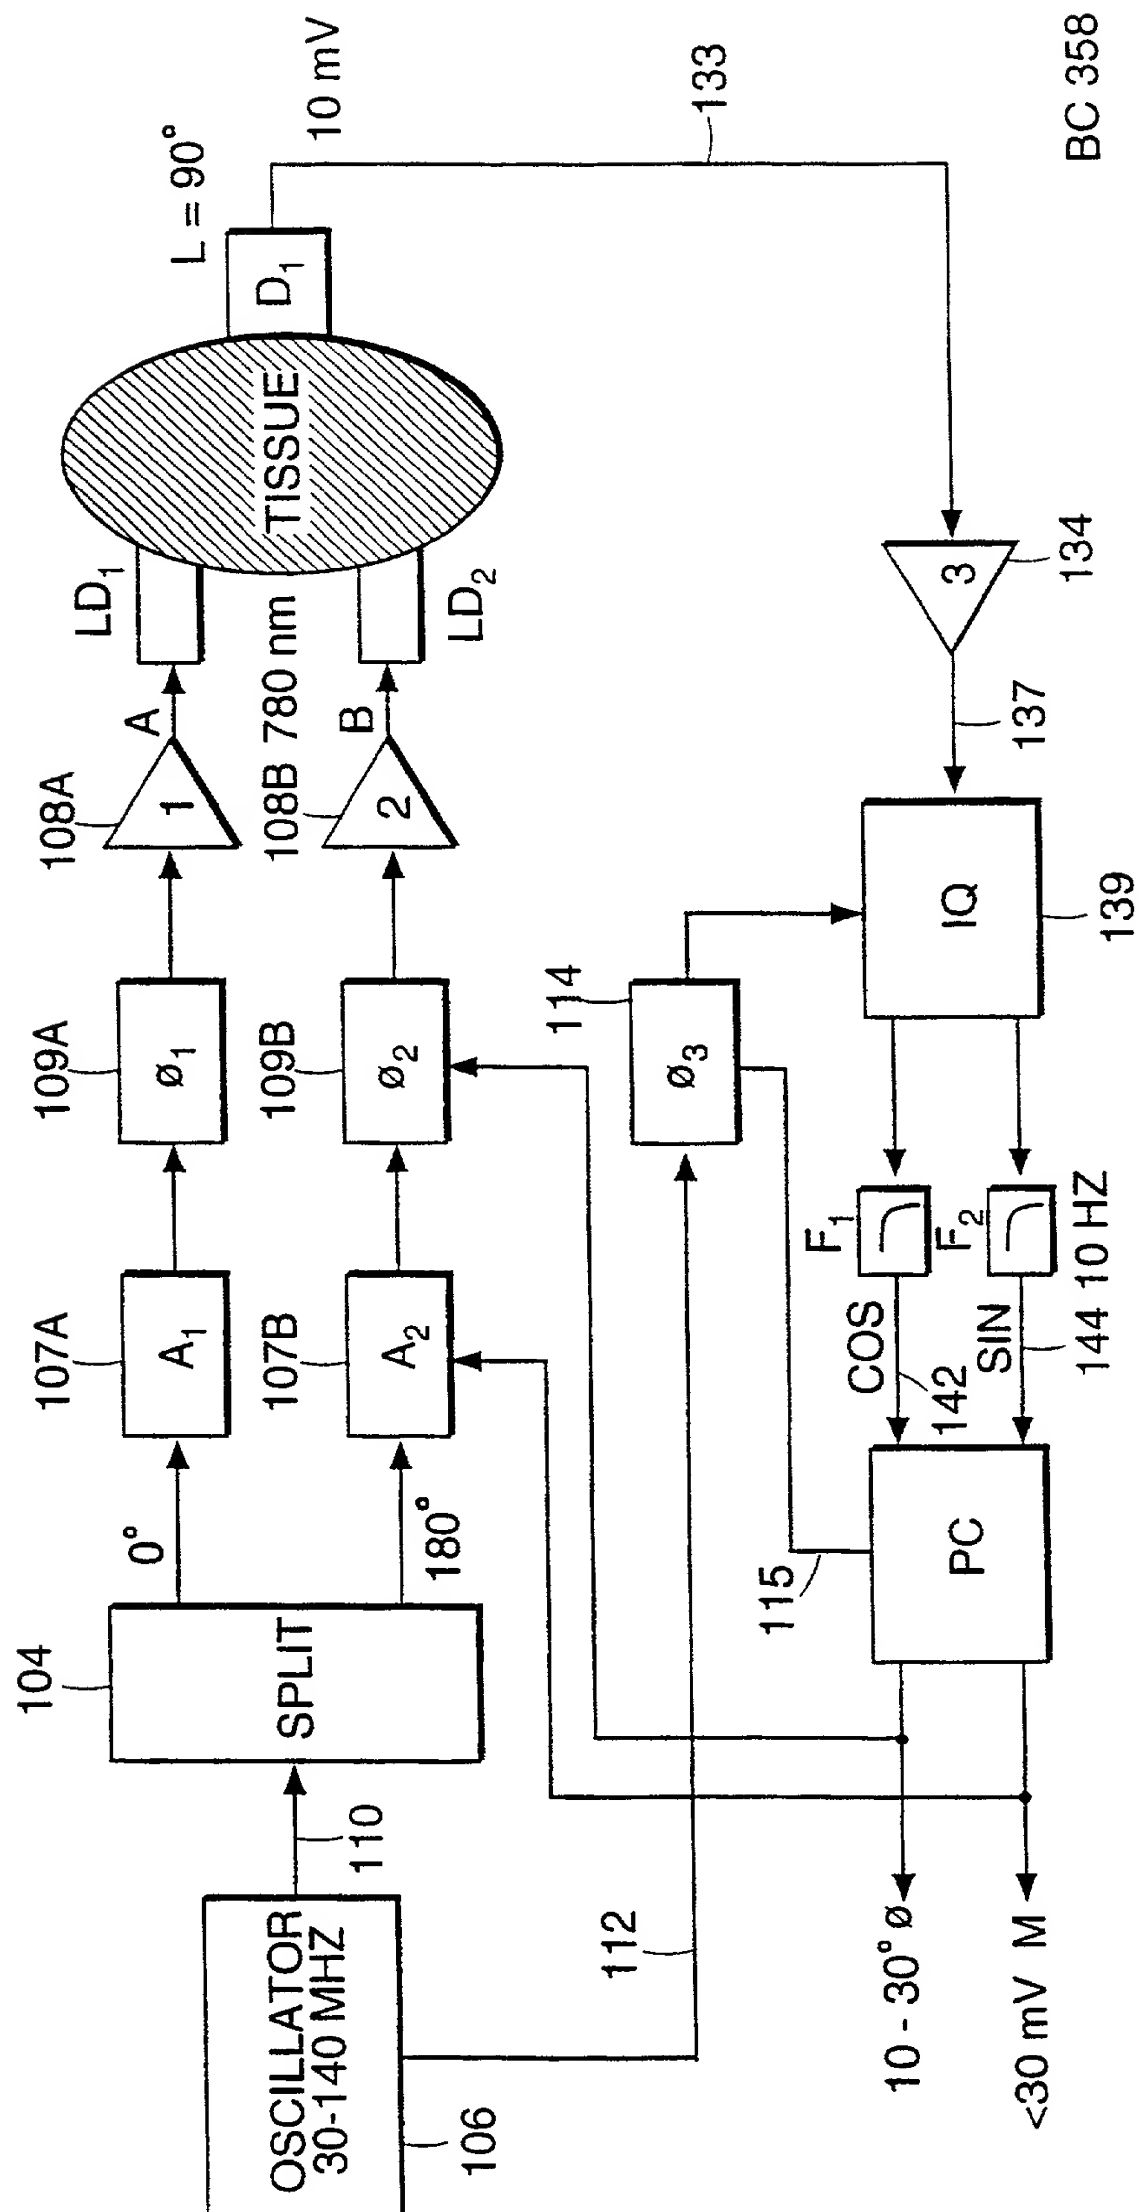 104
107A
109A
108A
LD1
L = 90°
10 mV
0°
A1
ø1
1
A
OSCILLATOR
30-140 MHZ
110
SPLIT
107B
109B
108B 780 nm
TISSUE
D1
180°
A2
ø2
2
B
LD2
106
112
114
133
115
ø3
10 - 30° ø
COS
F1
142
PC
IQ
137
3
134
SIN
F2
<30 mV M
144 10 HZ
139
BC 358